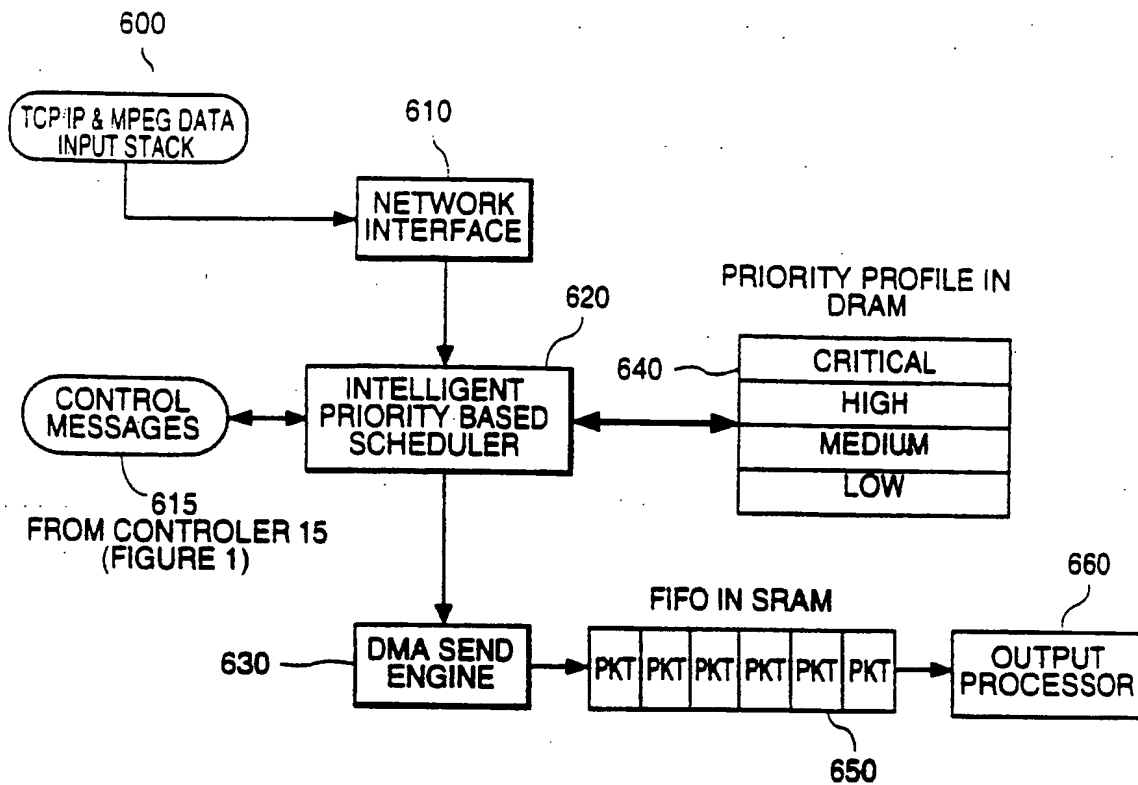 600
TCP/IP & MPEG DATA
INPUT STACK
610
NETWORK
INTERFACE
PRIORITY PROFILE IN
DRAM
620
640
CRITICAL
HIGH
MEDIUM
LOW
CONTROL
MESSAGES
INTELLIGENT
PRIORITY BASED
SCHEDULER
615
FROM CONTROLER 15
(FIGURE 1)
660
FIFO IN SRAM
630
DMA SEND
ENGINE
PKT PKT PKT PKT PKT PKT
OUTPUT
PROCESSOR
650